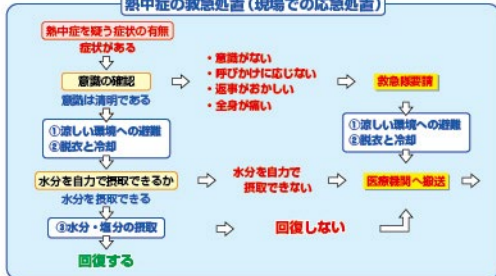 熱中症の救急処置(現場での応急処置)
熱中症を疑う症状の有無
症状がある
意識の確認
意識は清明である
・意識がない
・呼びかけに応じない
・返事がおかしい
・全身が痛い
救急隊要請
①涼しい環境への避難
②脱衣と冷却
①涼しい環境への避難
②脱衣と冷却
水分を自力で摂取できるか
水分を摂取できる
水分を自力で
摂取できない
医療機関へ搬送
③水分・塩分の摂取
回復しない
回復する